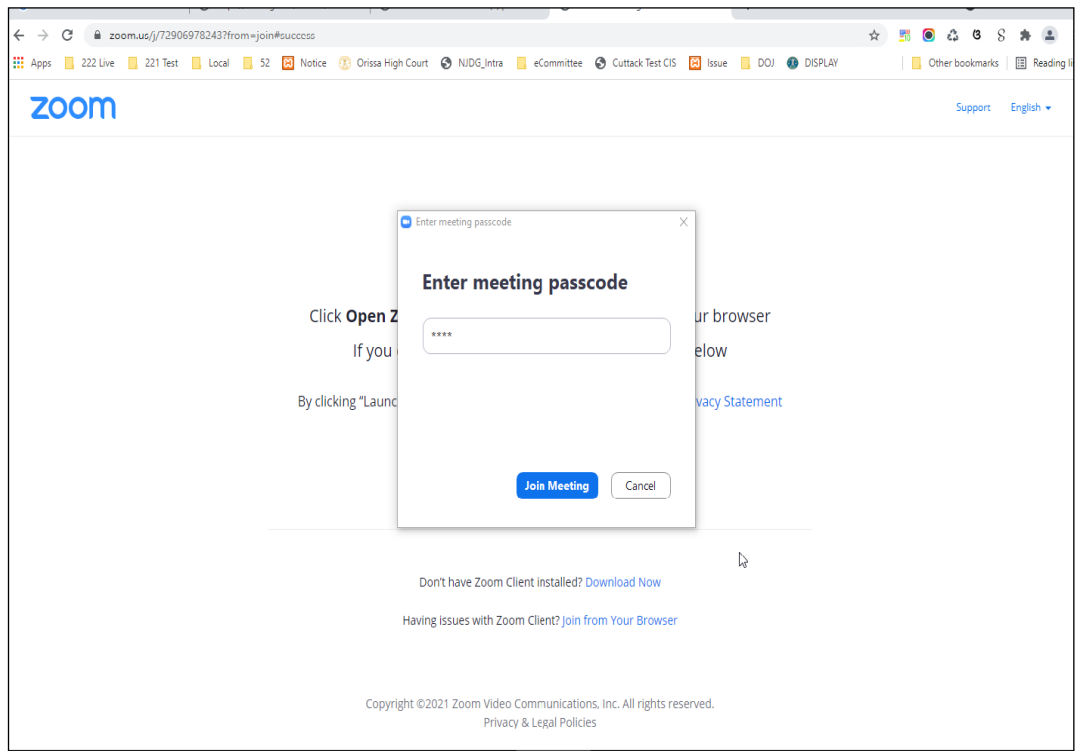 zoom.us/j/72906978243?from=join#success
Apps 222 Live 221 Test Local 52 Notice Orissa High Court NJDG_Intra eCommittee Cuttack Test CIS Issue DOJ DISPLAY Other bookmarks Reading li
zoom Support English
Enter meeting passcode
Enter meeting passcode
Click Open Z ur browser
****
If you elow
By clicking “Launc vacy Statement
Join Meeting Cancel
Don't have Zoom Client installed? Download Now
Having issues with Zoom Client? Join from Your Browser
Copyright ©2021 Zoom Video Communications, Inc. All rights reserved.
Privacy & Legal Policies